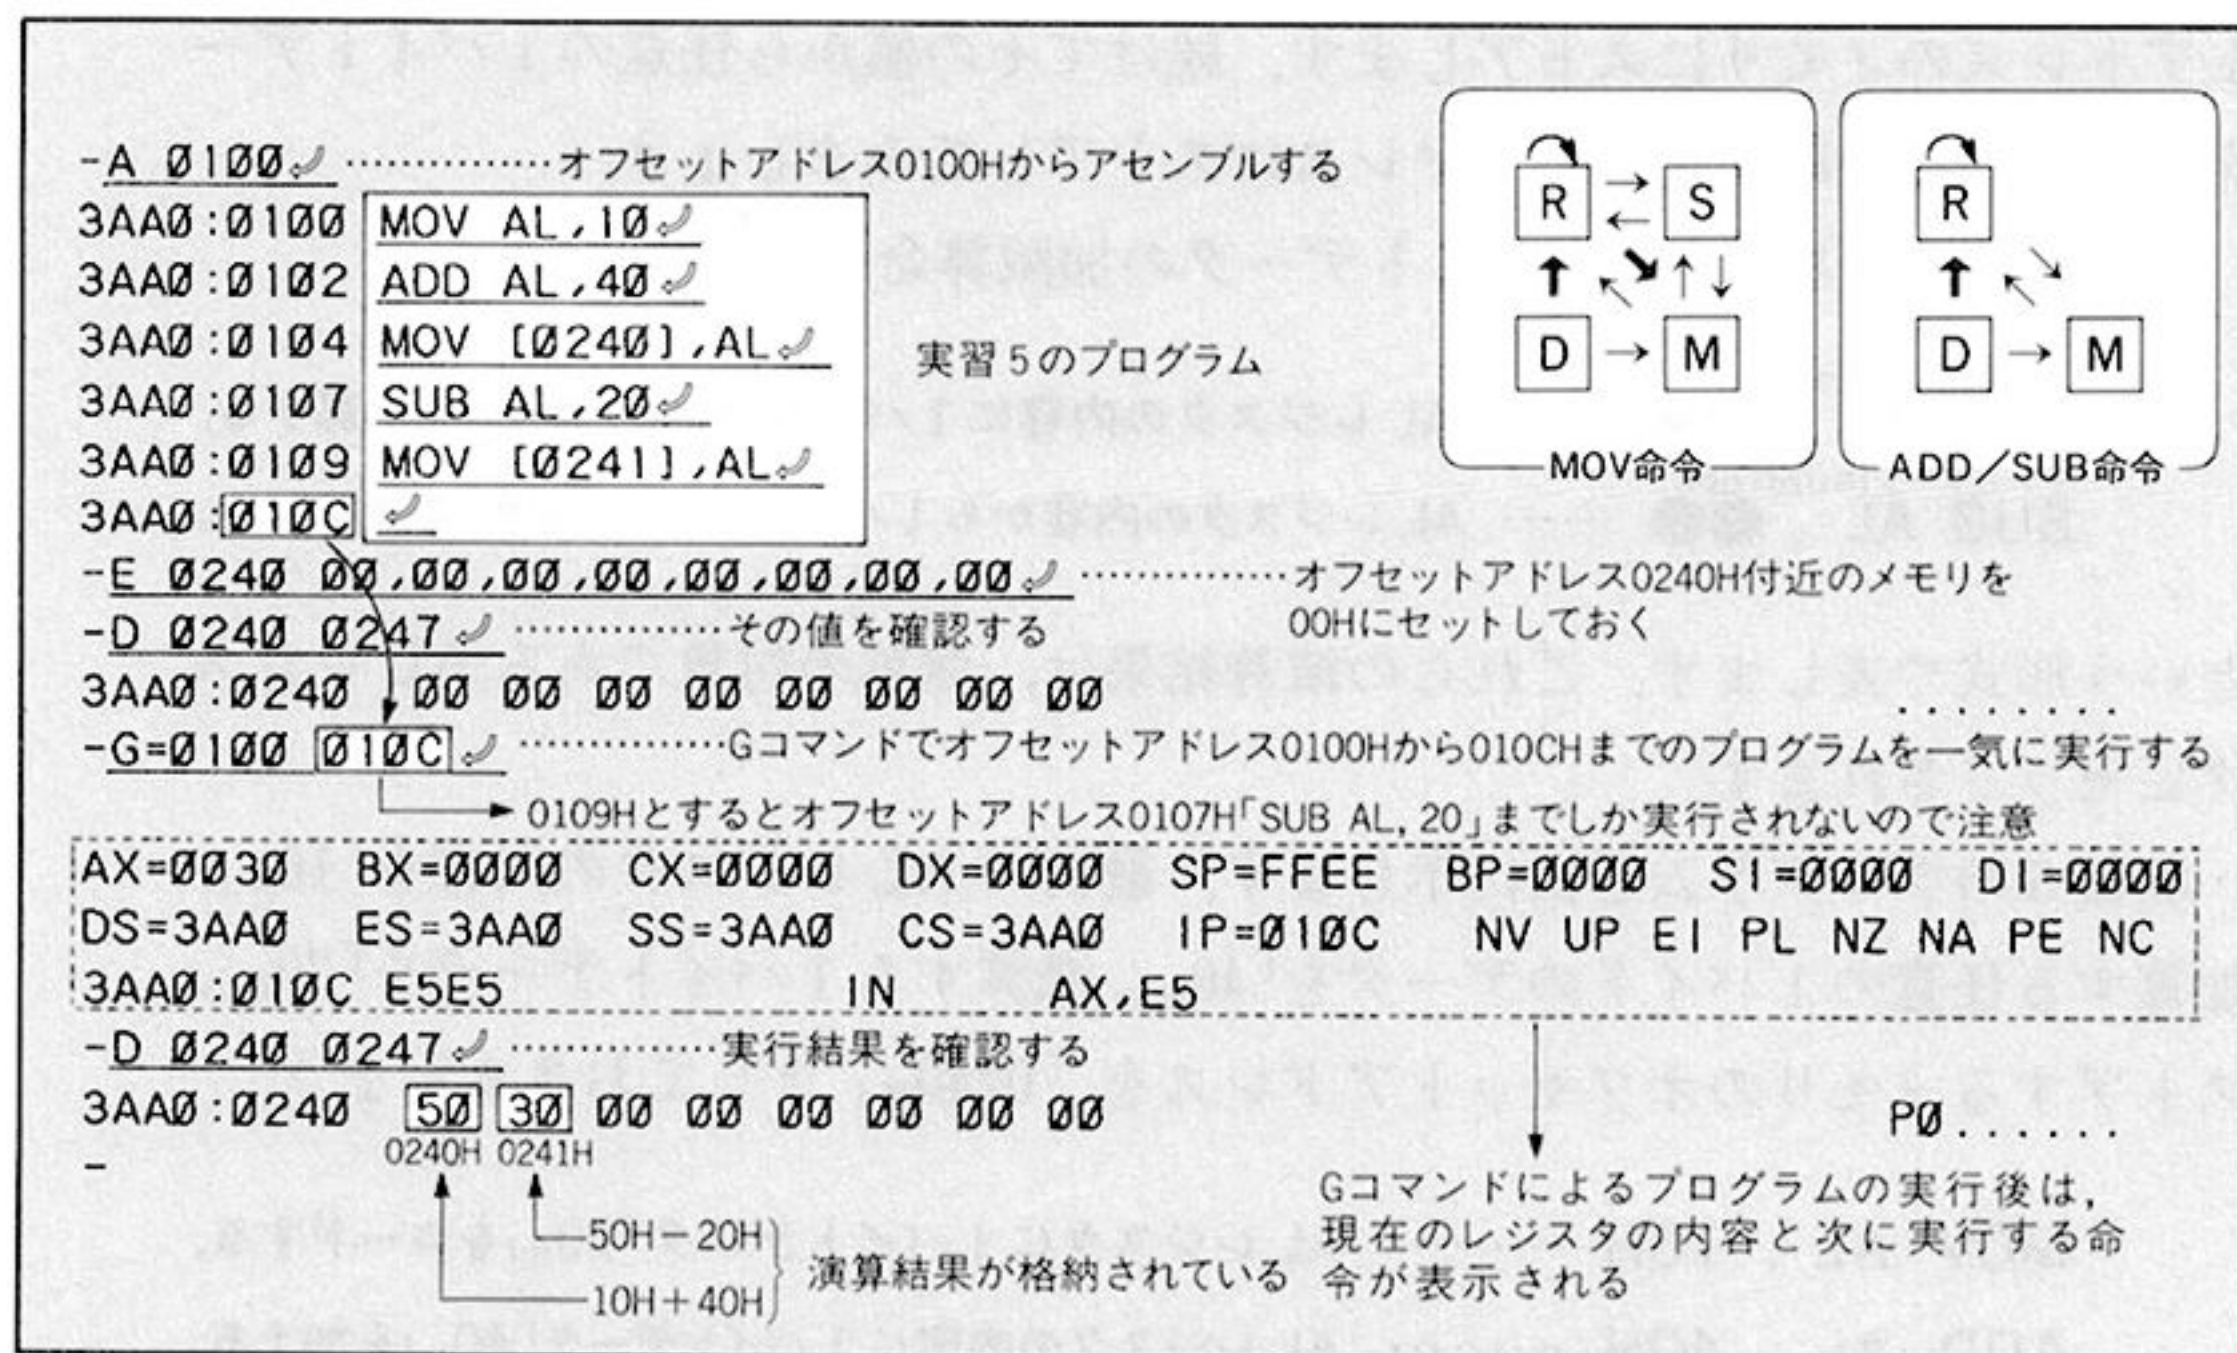 -A 0100 ……………オフセットアドレス0100Hからアセンブルする
3AA0:0100 MOV AL,10
3AA0:0102 ADD AL,40
3AA0:0104 MOV [0240],AL
3AA0:0107 SUB AL,20
3AA0:0109 MOV [0241],AL
3AA0:010C
実習5のプログラム
R S
D M
MOV命令
R
D M
ADD/SUB命令
-E 0240 00,00,00,00,00,00,00,00 ……………オフセットアドレス0240H付近のメモリを
00Hにセットしておく
-D 0240 0247 ……………その値を確認する
3AA0:0240 00 00 00 00 00 00 00 00 ........
-G=0100 010C ……………Gコマンドでオフセットアドレス0100Hから010CHまでのプログラムを一気に実行する
0109Hとするとオフセットアドレス0107H「SUB AL, 20」までしか実行されないので注意
AX=0030 BX=0000 CX=0000 DX=0000 SP=FFEE BP=0000 SI=0000 DI=0000
DS=3AA0 ES=3AA0 SS=3AA0 CS=3AA0 IP=010C NV UP EI PL NZ NA PE NC
3AA0:010C E5E5 IN AX,E5
-D 0240 0247 ……………実行結果を確認する
3AA0:0240 50 30 00 00 00 00 00 00 P0......
0240H 0241H
-
50H－20H
10H＋40H
演算結果が格納されている
Gコマンドによるプログラムの実行後は，
現在のレジスタの内容と次に実行する命
令が表示される